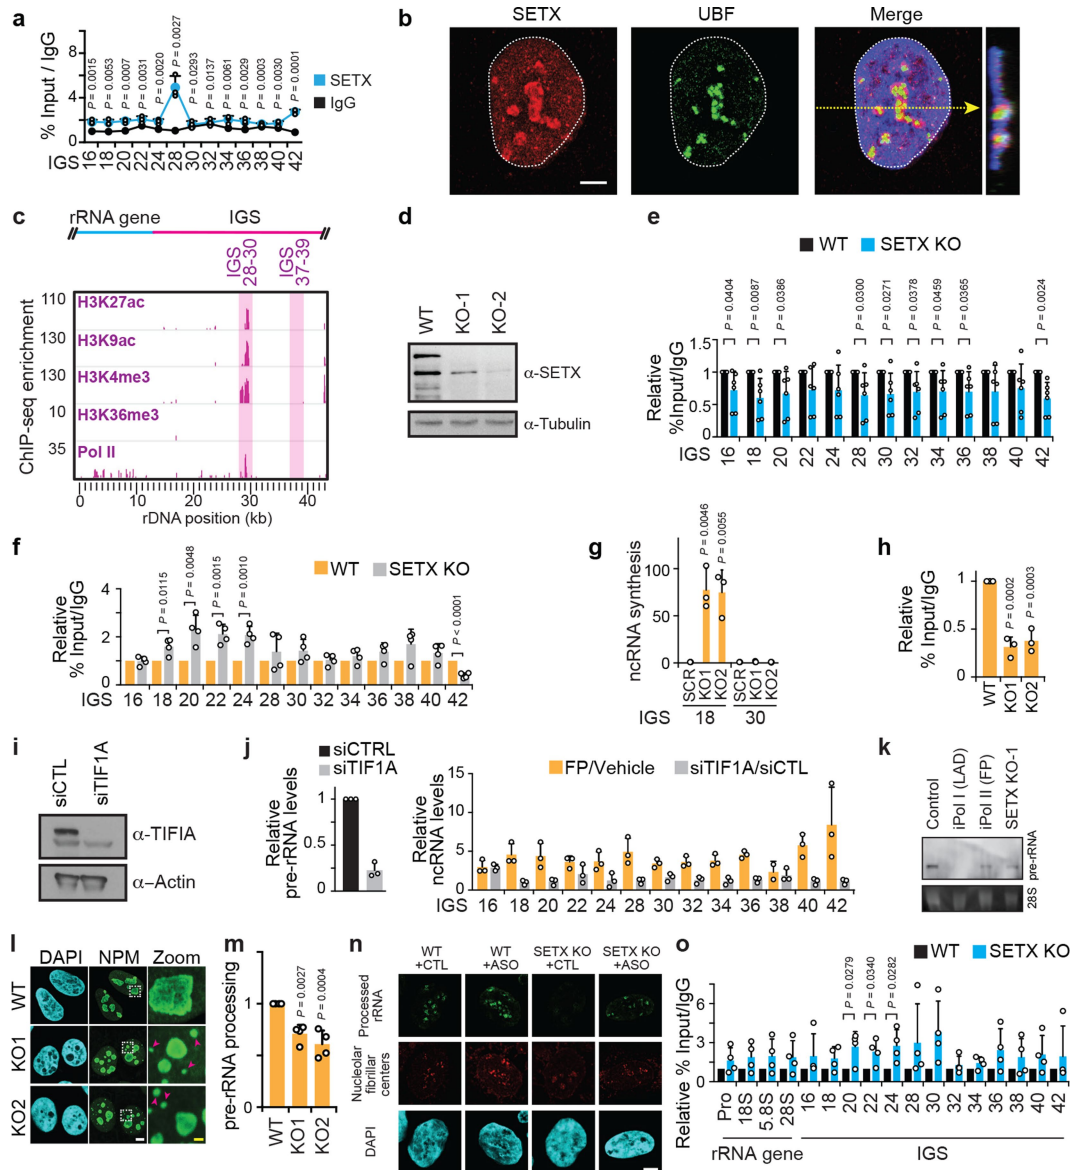 a
% Input / IgG
8
4
0
P = 0.0015
P = 0.0053
P = 0.0007
P = 0.0031
P = 0.0020
P = 0.0027
P = 0.0293
P = 0.0137
P = 0.0061
P = 0.0029
P = 0.0003
P = 0.0030
P = 0.0001
SETX
IgG
IGS
16 18 20 22 24 28 30 32 34 36 38 40 42
b
SETX UBF Merge
c
rRNA gene IGS
IGS 28-30
IGS 37-39
ChIP-seq enrichment
110 H3K27ac
130 H3K9ac
130 H3K4me3
10 H3K36me3
35 Pol II
0 10 20 30 40
rDNA position (kb)
d
WT KO-1 KO-2
α-SETX
α-Tubulin
e
WT SETX KO
P = 0.0404
P = 0.0087
P = 0.0386
P = 0.0300
P = 0.0271
P = 0.0378
P = 0.0459
P = 0.0365
P = 0.0024
Relative
%Input/IgG
1.5
1
0.5
0
IGS 16 18 20 22 24 28 30 32 34 36 38 40 42
f
WT SETX KO
P = 0.0115
P = 0.0048
P = 0.0015
P = 0.0010
P < 0.0001
Relative
% Input/IgG
4
2
0
IGS 16 18 20 22 24 28 30 32 34 36 38 40 42
g
ncRNA synthesis
100
50
0
P = 0.0046
P = 0.0055
SCR KO1 KO2 SCR KO1 KO2
IGS 18 30
h
Relative
% Input/IgG
1
0.5
0
P = 0.0002
P = 0.0003
WT KO1 KO2
i
siCTL siTIF1A
α-TIFIA
α-Actin
j
siCTRL
siTIF1A
Relative
pre-rRNA levels
1
0.5
0
FP/Vehicle siTIF1A/siCTL
Relative
ncRNA levels
15
10
5
0
IGS 16 18 20 22 24 28 30 32 34 36 38 40 42
k
Control iPol I (LAD) iPol II (FP) SETX KO-1
pre-rRNA
28S
l
DAPI NPM Zoom
WT
KO1
KO2
m
pre-rRNA processing
1
0
P = 0.0027
P = 0.0004
WT KO1 KO2
n
WT WT SETX KO SETX KO
+CTL +ASO +CTL +ASO
Processed
rRNA
Nucleolar
fibrillar
centers
DAPI
o
WT SETX KO
P = 0.0279
P = 0.0340
P = 0.0282
Relative % Input/IgG
6
3
0
Pro 18S 5.8S 28S 16 18 20 22 24 28 30 32 34 36 38 40 42
rRNA gene IGS